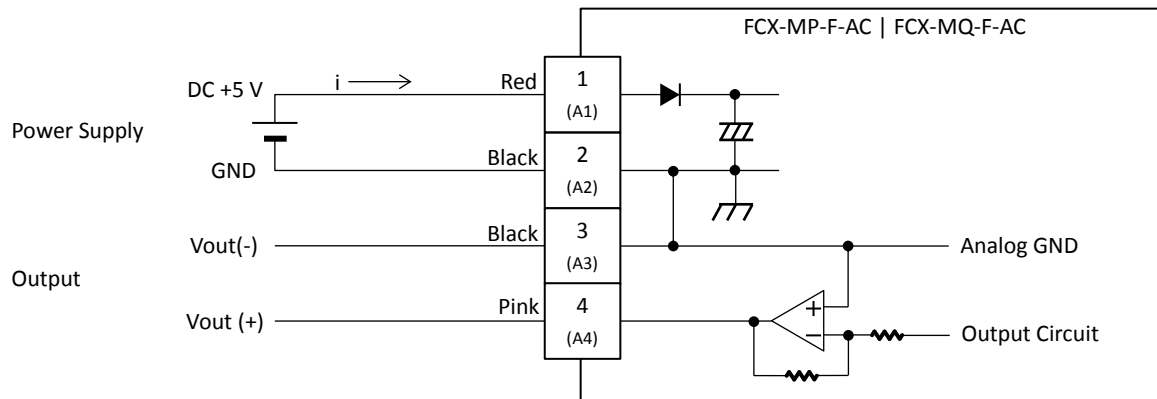 FCX-MP-F-AC | FCX-MQ-F-AC
DC +5 V
i
Red
1
(A1)
Power Supply
GND
Black
2
(A2)
Vout(-)
Black
3
(A3)
Analog GND
Output
Vout (+)
Pink
4
(A4)
+
−
Output Circuit